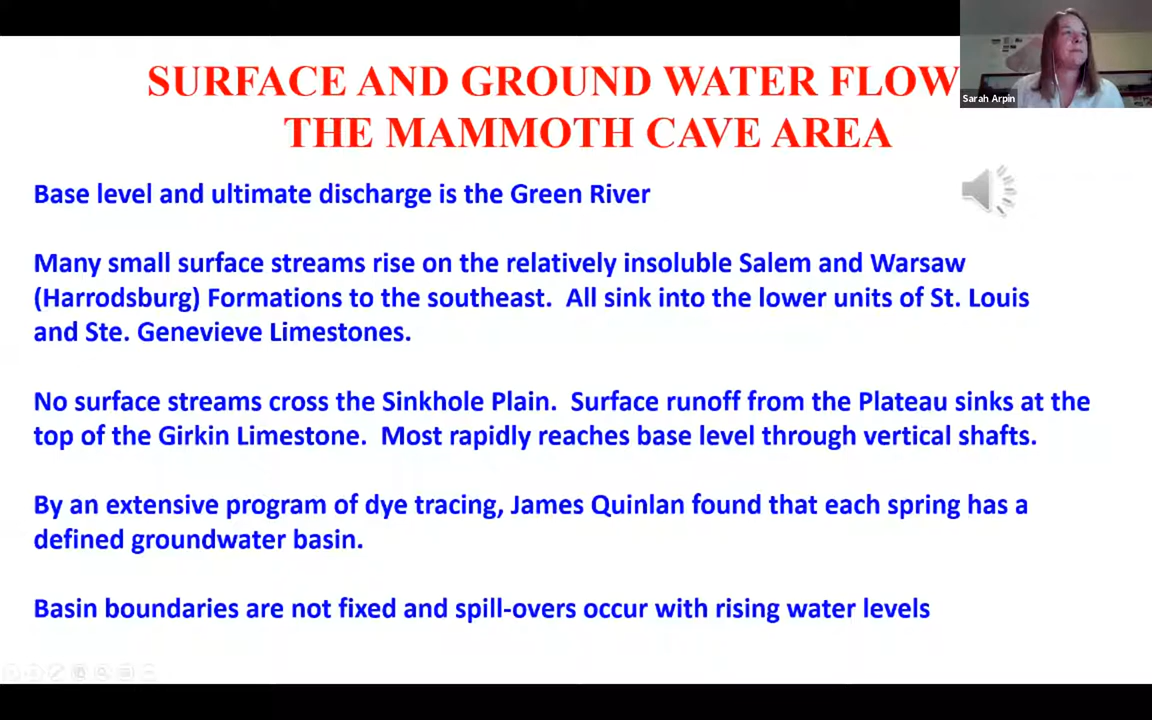 SURFACE AND GROUND WATER FLOW
THE MAMMOTH CAVE AREA
Sarah Arpin
Base level and ultimate discharge is the Green River
Many small surface streams rise on the relatively insoluble Salem and Warsaw
(Harrodsburg) Formations to the southeast.  All sink into the lower units of St. Louis
and Ste. Genevieve Limestones.
No surface streams cross the Sinkhole Plain.  Surface runoff from the Plateau sinks at the
top of the Girkin Limestone.  Most rapidly reaches base level through vertical shafts.
By an extensive program of dye tracing, James Quinlan found that each spring has a
defined groundwater basin.
Basin boundaries are not fixed and spill-overs occur with rising water levels